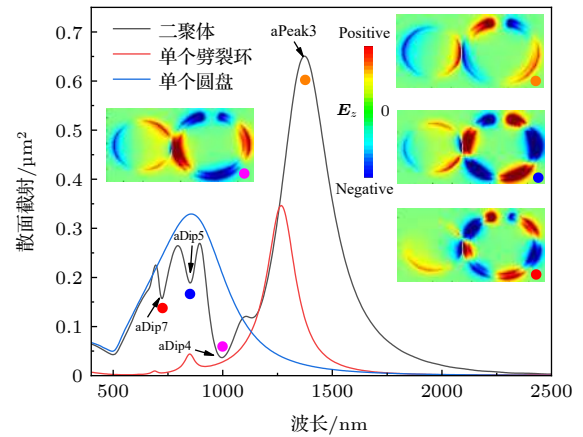 二聚体
单个劈裂环
单个圆盘
aPeak3
Positive
Ez
0
Negative
aDip5
aDip7
aDip4
散面截射/μm²
0.7
0.6
0.5
0.4
0.3
0.2
0.1
0
500
1000
1500
2000
2500
波长/nm